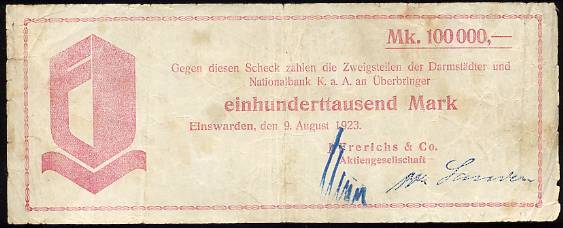 Mk. 100 000,—
Gegen diesen Scheck zahlen die Zweigstellen der Darmstädter und
Nationalbank K. a. A. an Überbringer
einhunderttausend Mark
Einswarden, den 9. August 1923.
Frerichs & Co.
Aktiengesellschaft